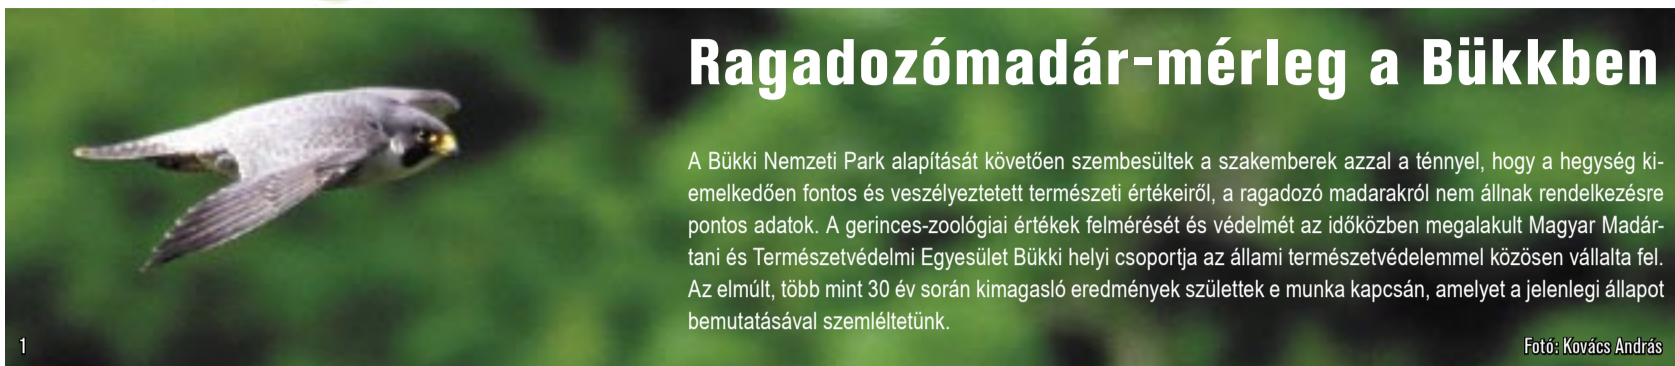 Ragadozómadár-mérleg a Bükkben
A Bükki Nemzeti Park alapítását követően szembesültek a szakemberek azzal a ténnyel, hogy a hegység ki-
emelkedően fontos és veszélyeztetett természeti értékeiről, a ragadozó madarakról nem állnak rendelkezésre
pontos adatok. A gerinces-zoológiai értékek felmérését és védelmét az időközben megalakult Magyar Madár-
tani és Természetvédelmi Egyesület Bükki helyi csoportja az állami természetvédelemmel közösen vállalta fel.
Az elmúlt, több mint 30 év során kimagasló eredmények születtek e munka kapcsán, amelyet a jelenlegi állapot
bemutatásával szemléltetünk.
1
Fotó: Kovács András